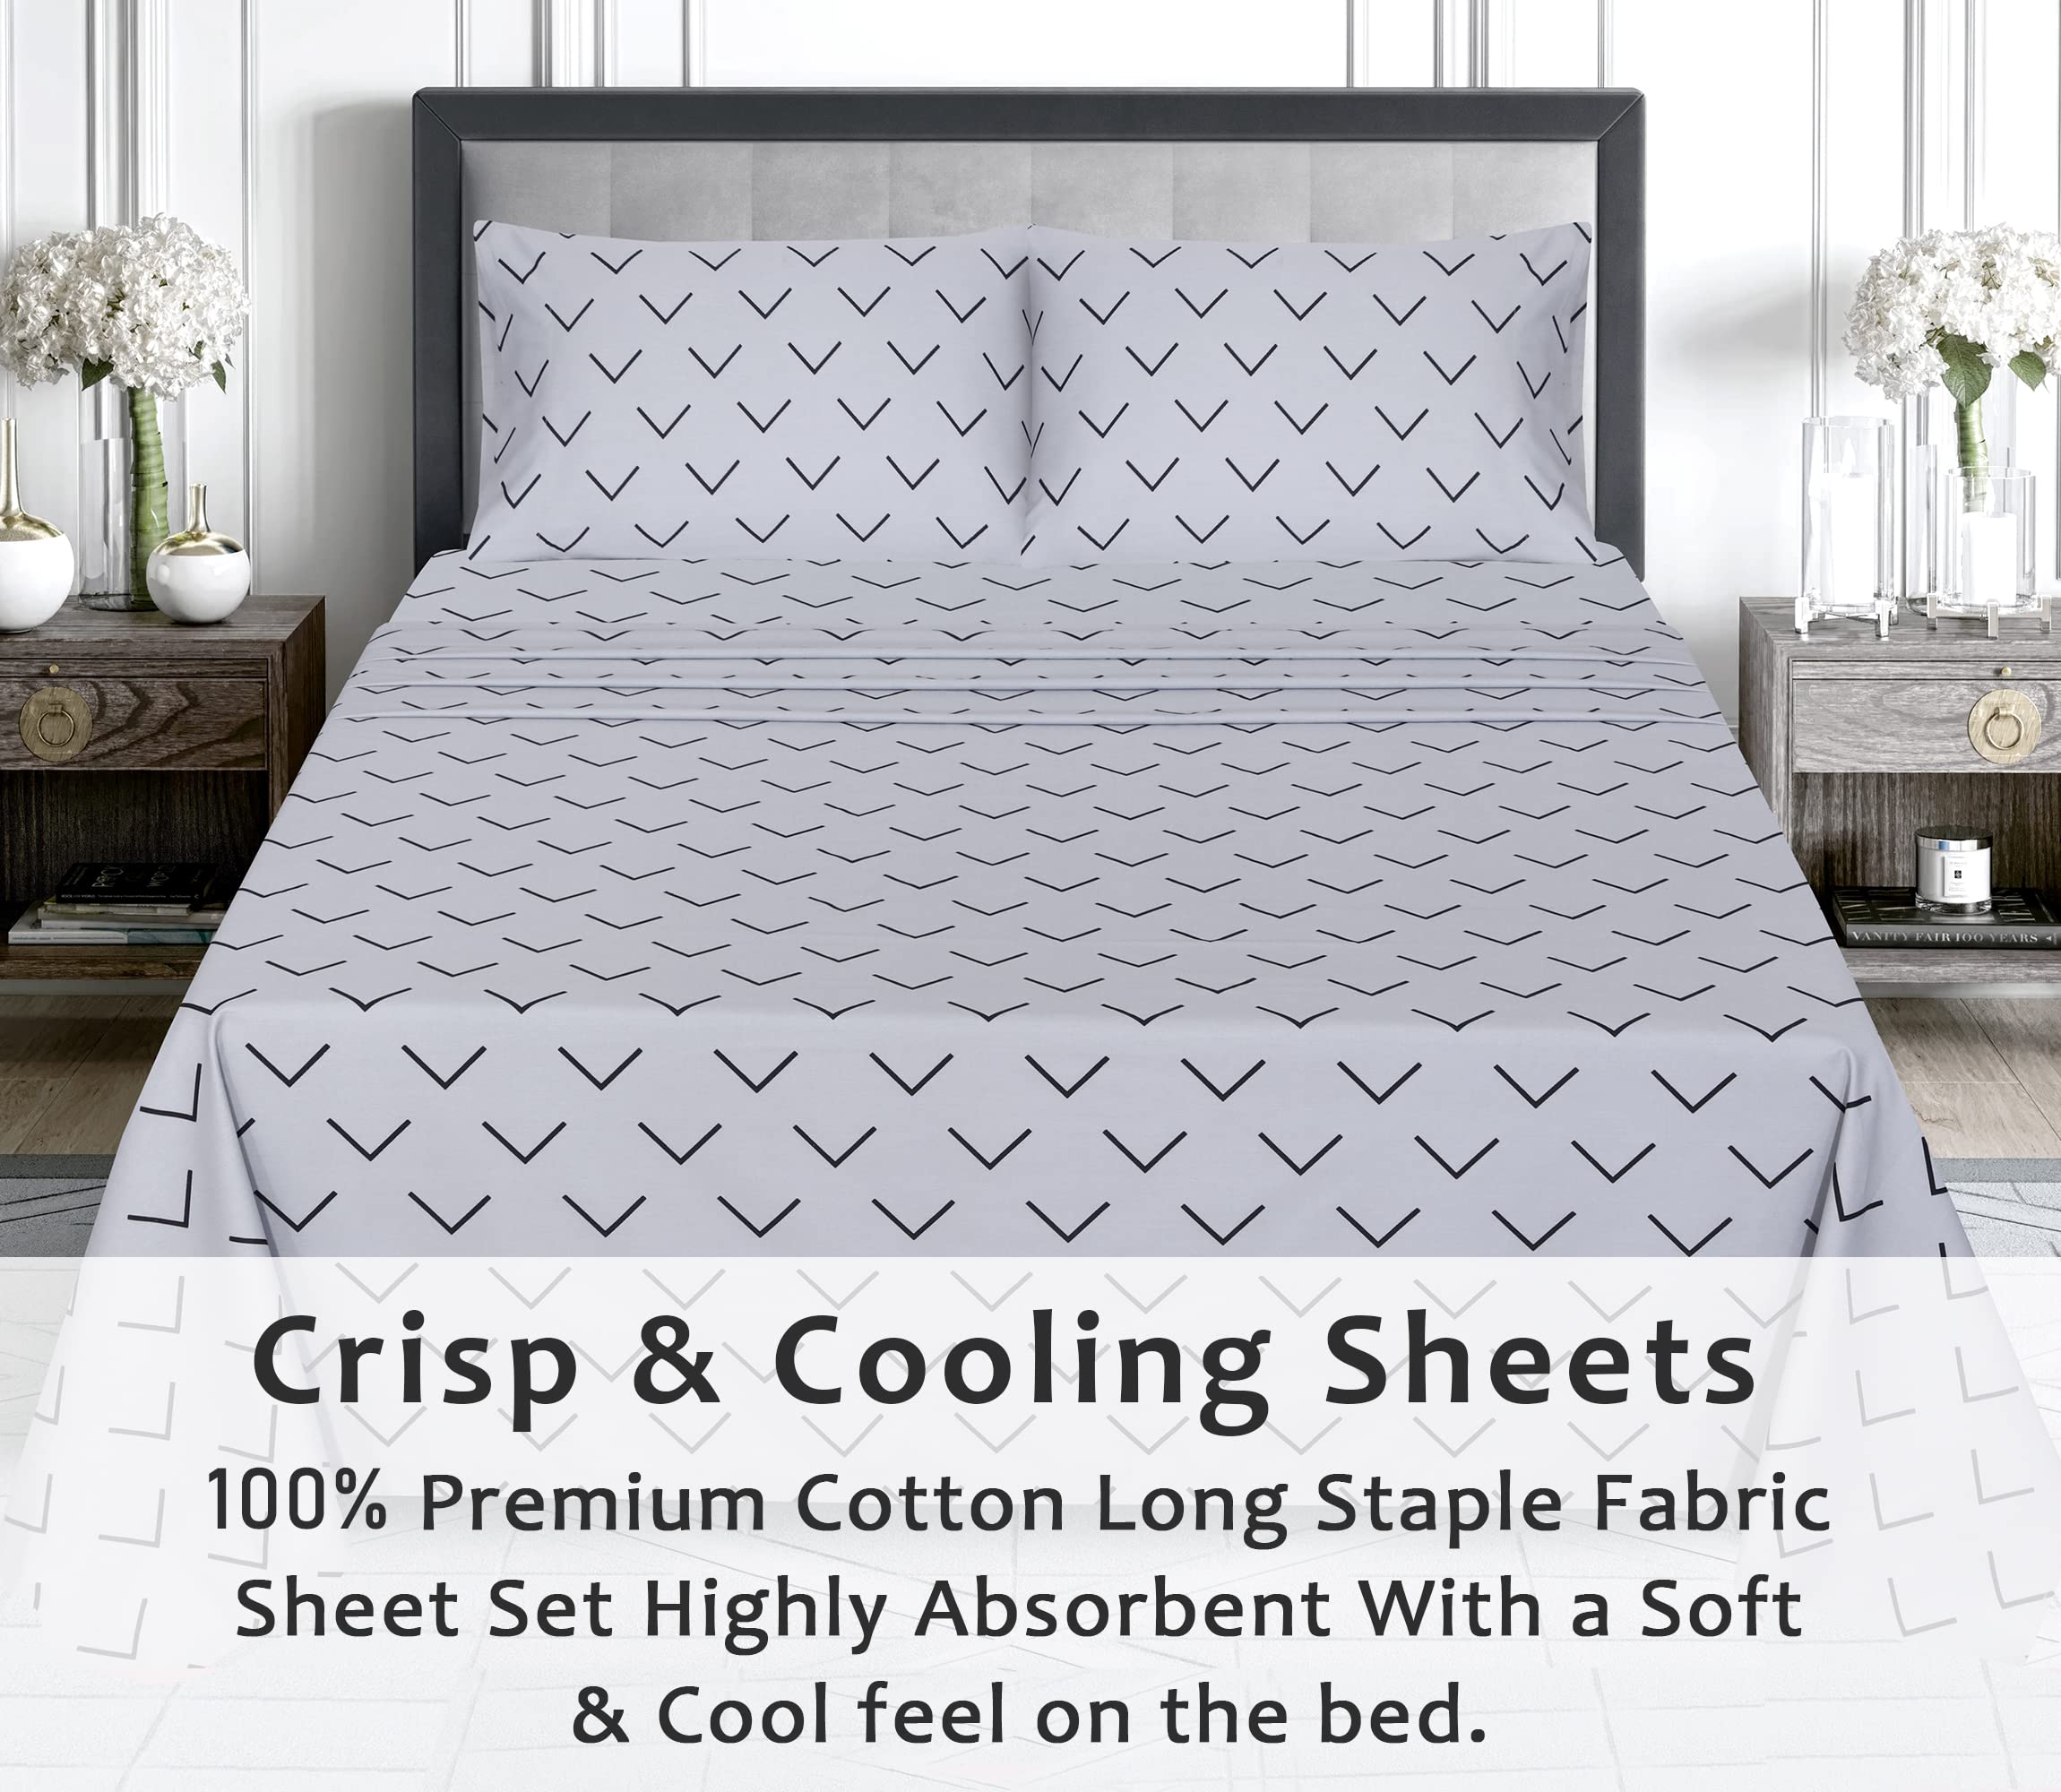 VANITY FAIR 100 YEARS
Crisp & Cooling Sheets
100% Premium Cotton Long Staple Fabric
Sheet Set Highly Absorbent With a Soft
& Cool feel on the bed.